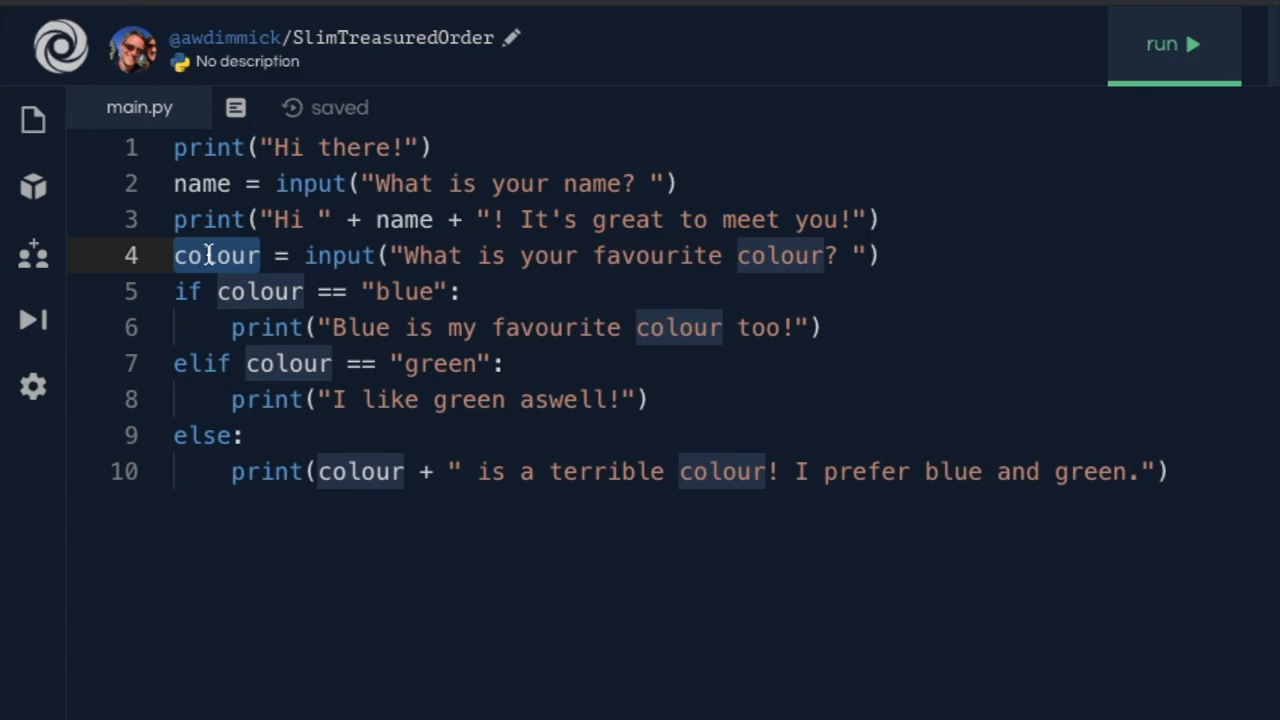 @awdimmick/SlimTreasuredOrder
No description
run
main.py
saved
1 print("Hi there!")
2 name = input("What is your name? ")
3 print("Hi " + name + "! It's great to meet you!")
4 colour = input("What is your favourite colour? ")
5 if colour == "blue":
6     print("Blue is my favourite colour too!")
7 elif colour == "green":
8     print("I like green aswell!")
9 else:
10     print(colour + " is a terrible colour! I prefer blue and green.")